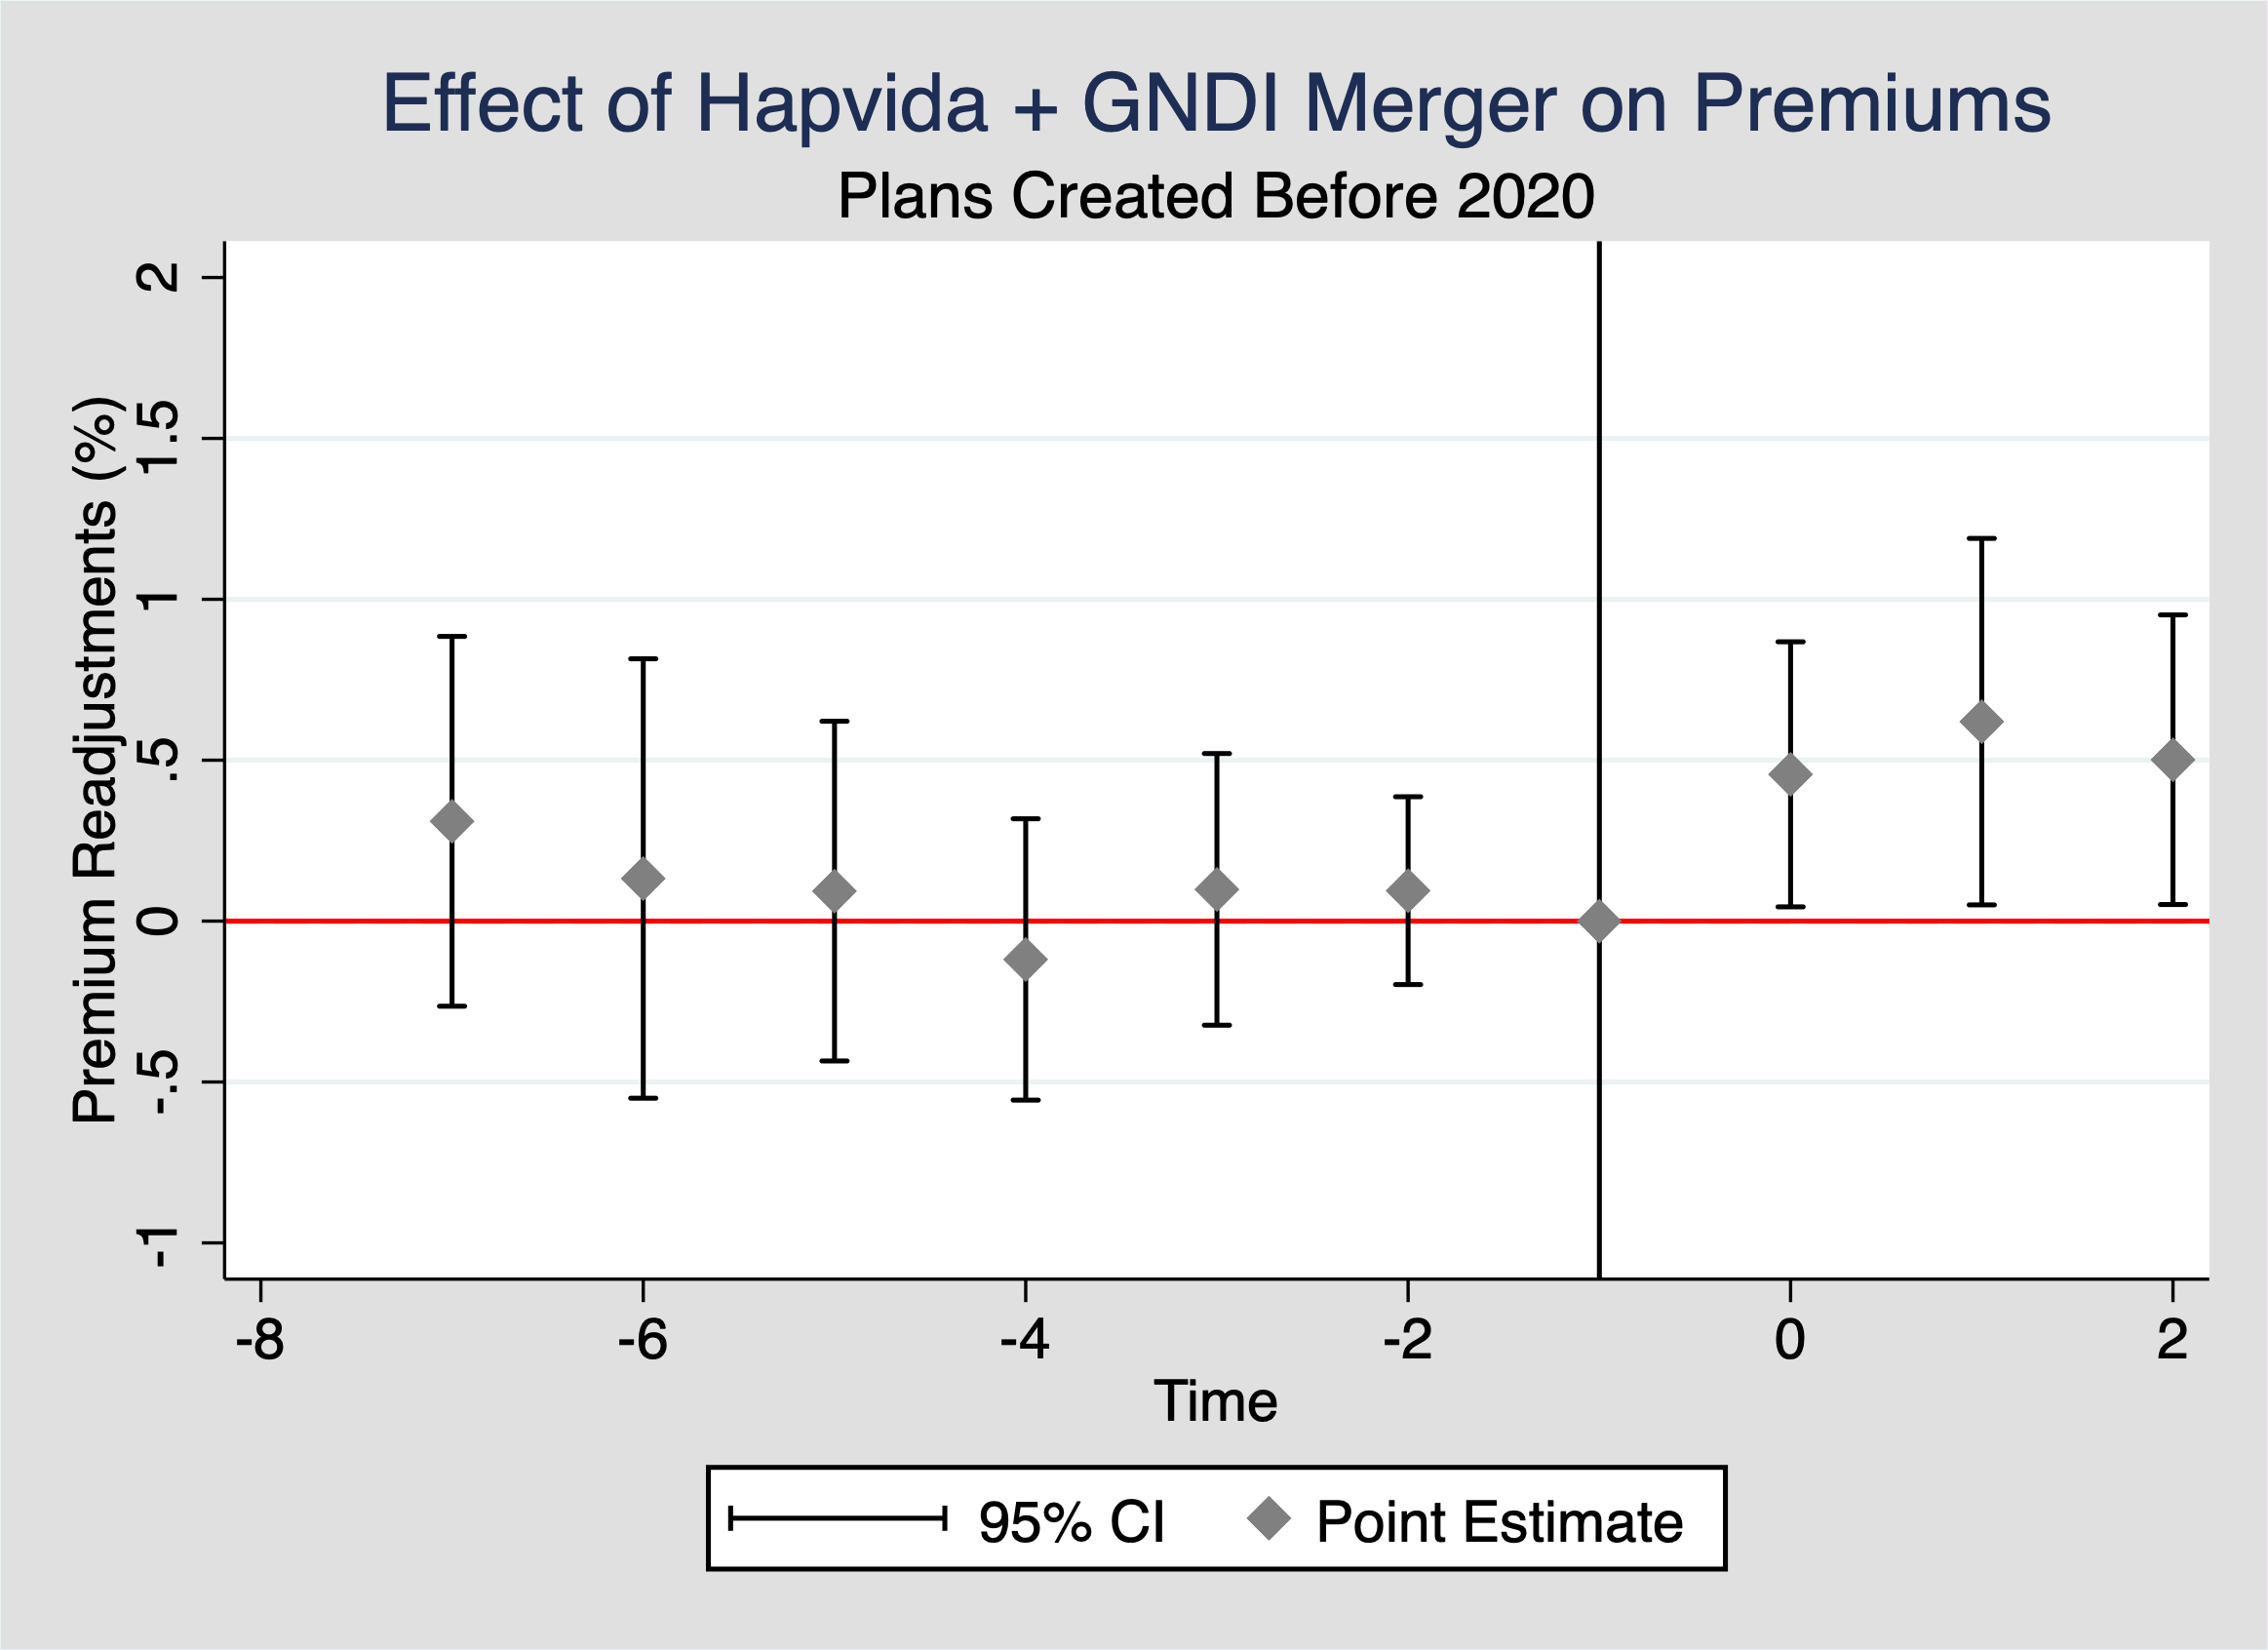 Effect of Hapvida + GNDI Merger on Premiums
Plans Created Before 2020
Premium Readjustments (%)
2
1.5
1
.5
0
-.5
-1
-8 -6 -4 -2 0 2
Time
95% CI Point Estimate